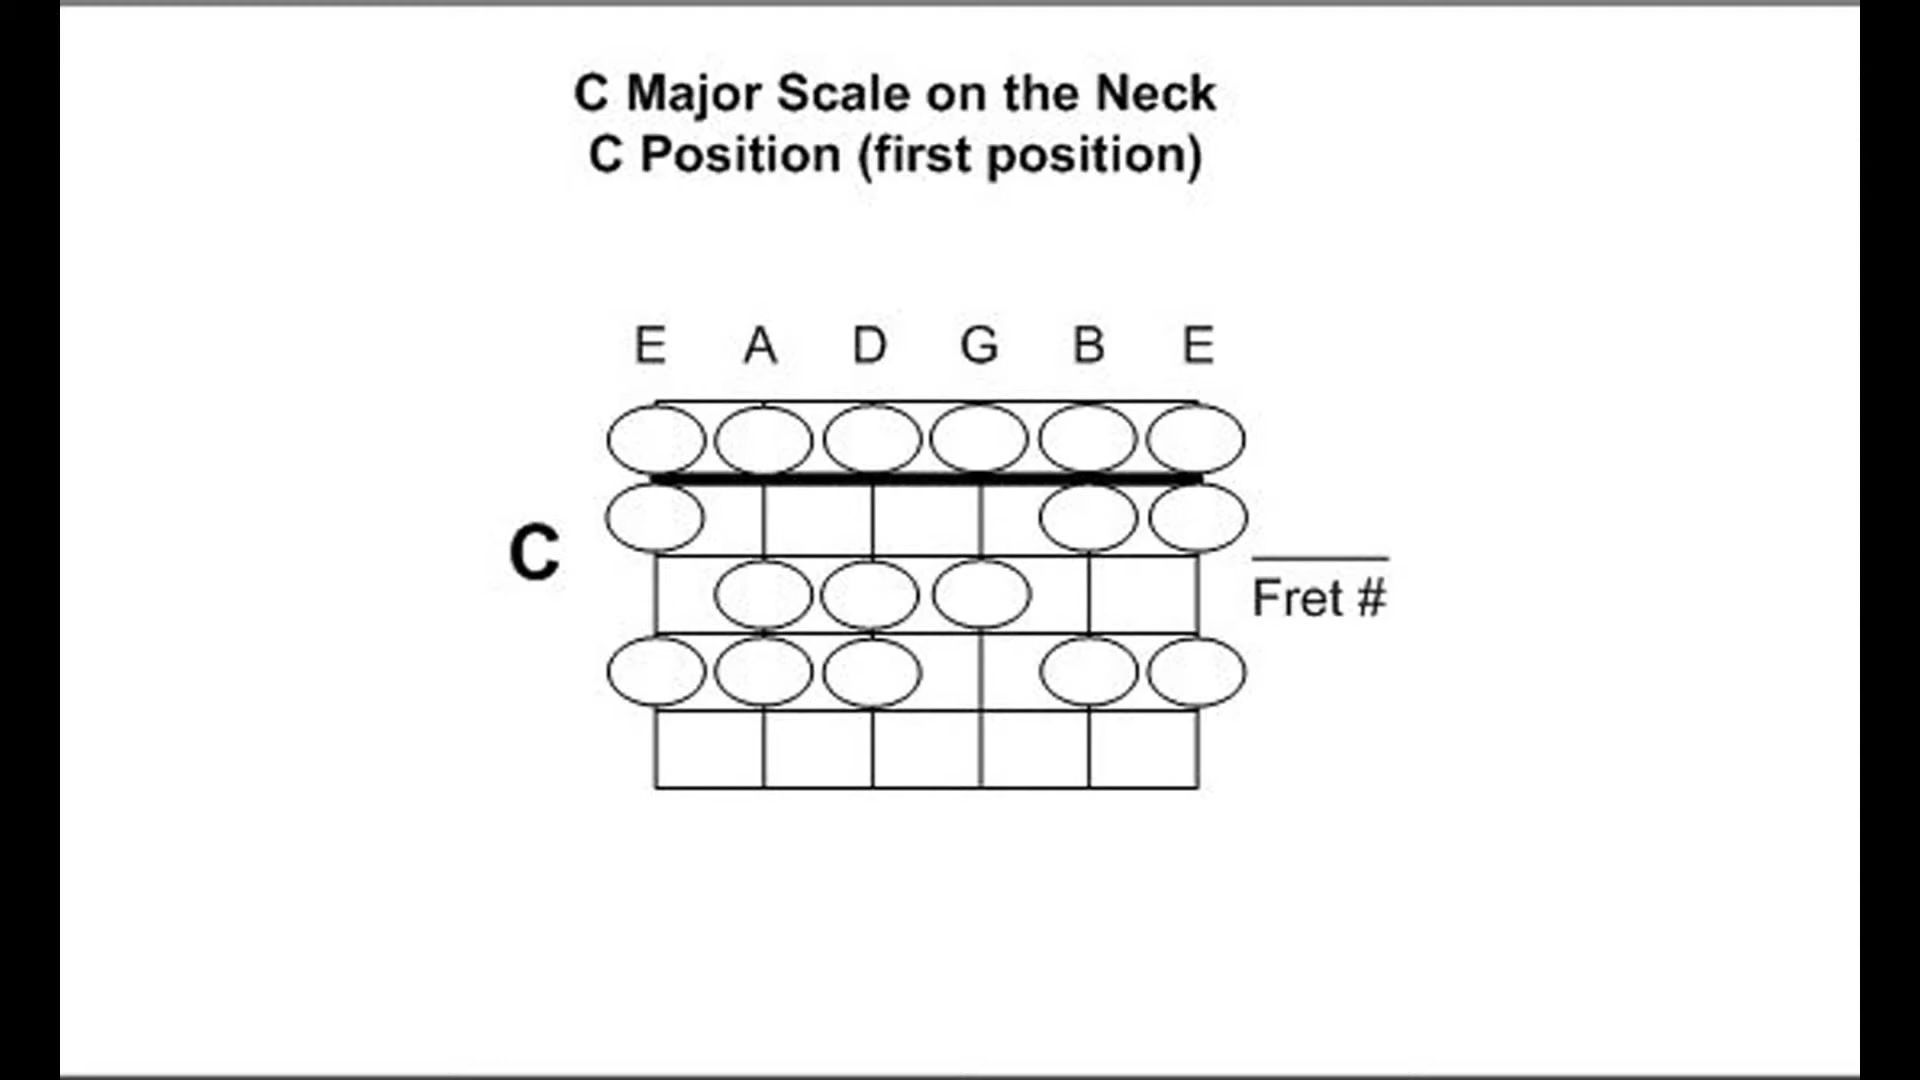 C Major Scale on the Neck
C Position (first position)
E A D G B E
C
Fret #